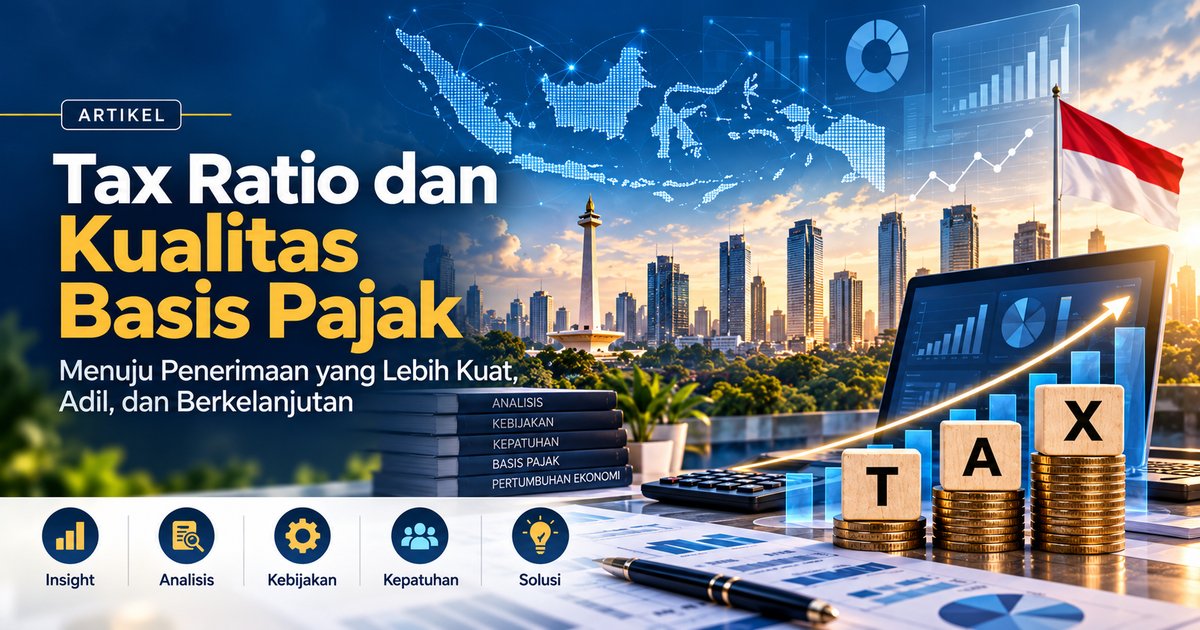 ARTIKEL
Tax Ratio dan
Kualitas
Basis Pajak
Menuju Penerimaan yang Lebih Kuat,
Adil, dan Berkelanjutan
ANALISIS
KEBIJAKAN
KEPATUHAN
BASIS PAJAK
PERTUMBUHAN EKONOMI
T A X
Insight
Analisis
Kebijakan
Kepatuhan
Solusi